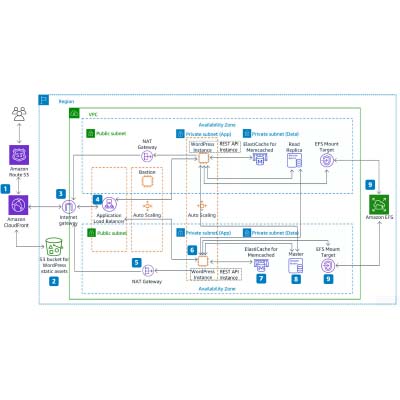 Region
VPC
Availability Zone
Public subnet
NAT
Gateway
Private subnet (App)
Private subnet (Data)
WordPress
Instance
REST API
Instance
ElastiCache for
Memcached
Read
Replica
EFS Mount
Target
Bastion
Amazon
Route 53
1
Amazon
CloudFront
3
Internet
gateway
4
Application
Load Balancer
Auto Scaling
Auto Scaling
9
Amazon EFS
S3 bucket for
WordPress
static assets
2
Public subnet
Private subnet (App)
Private subnet (Data)
5
NAT Gateway
6
WordPress
Instance
REST API
Instance
ElastiCache for
Memcached
7
Master
8
EFS Mount
Target
9
Availability Zone